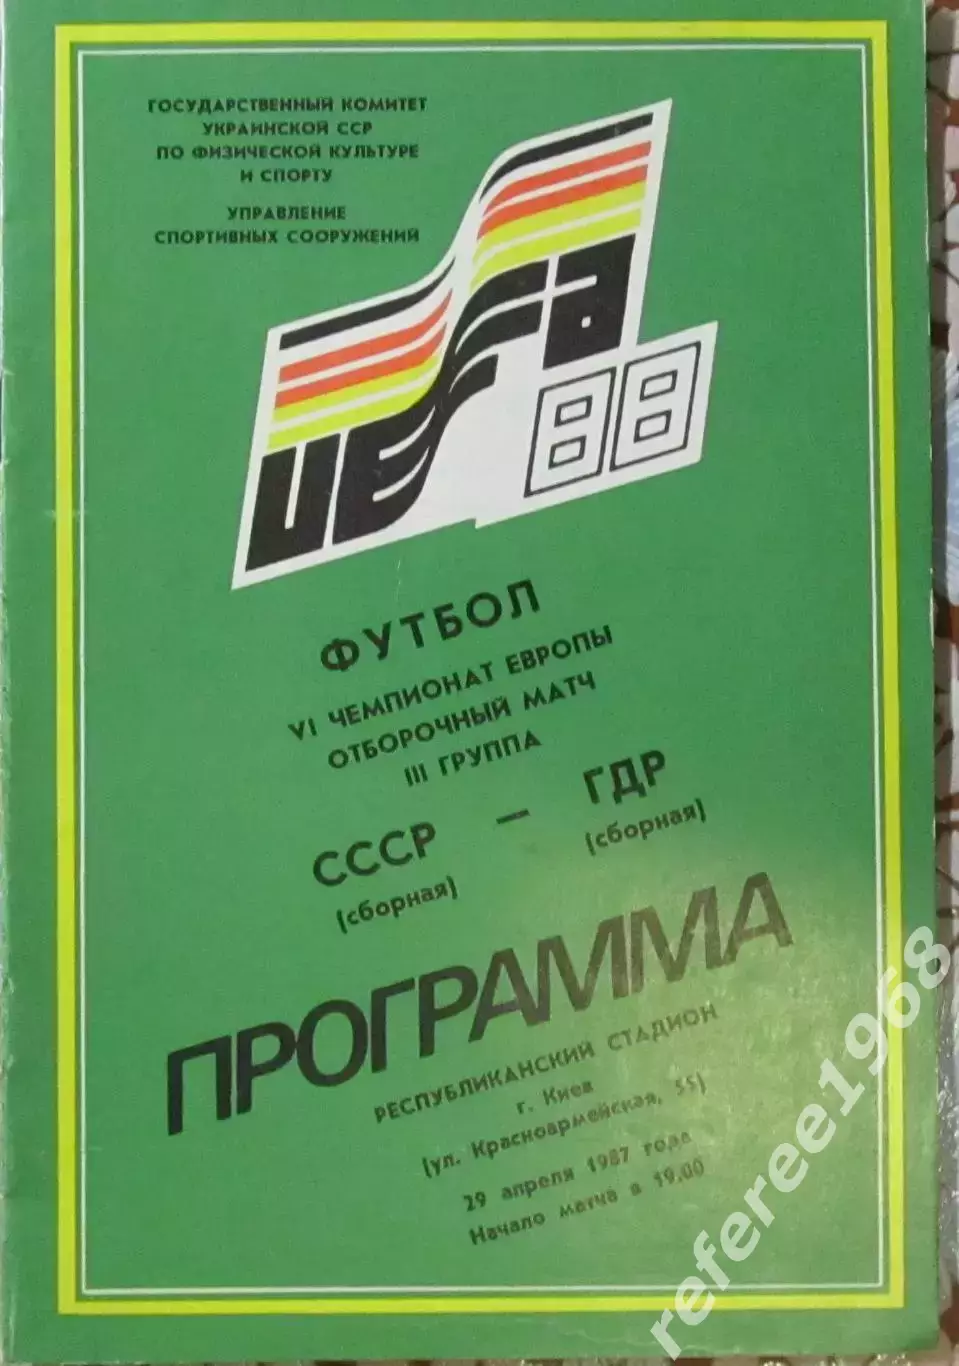 ГОСУДАРСТВЕННЫЙ КОМИТЕТ
УКРАИНСКОЙ ССР
ПО ФИЗИЧЕСКОЙ КУЛЬТУРЕ
И СПОРТУ
УПРАВЛЕНИЕ
СПОРТИВНЫХ СООРУЖЕНИЙ
UEFA
88
ФУТБОЛ
VI ЧЕМПИОНАТ ЕВРОПЫ
ОТБОРОЧНЫЙ МАТЧ
III ГРУППА
СССР — ГДР
(сборная) (сборная)
ПРОГРАММА
РЕСПУБЛИКАНСКИЙ СТАДИОН
г. Киев
(ул. Красноармейская, 55)
29 апреля 1987 года
Начало матча в 19.00
referee1968